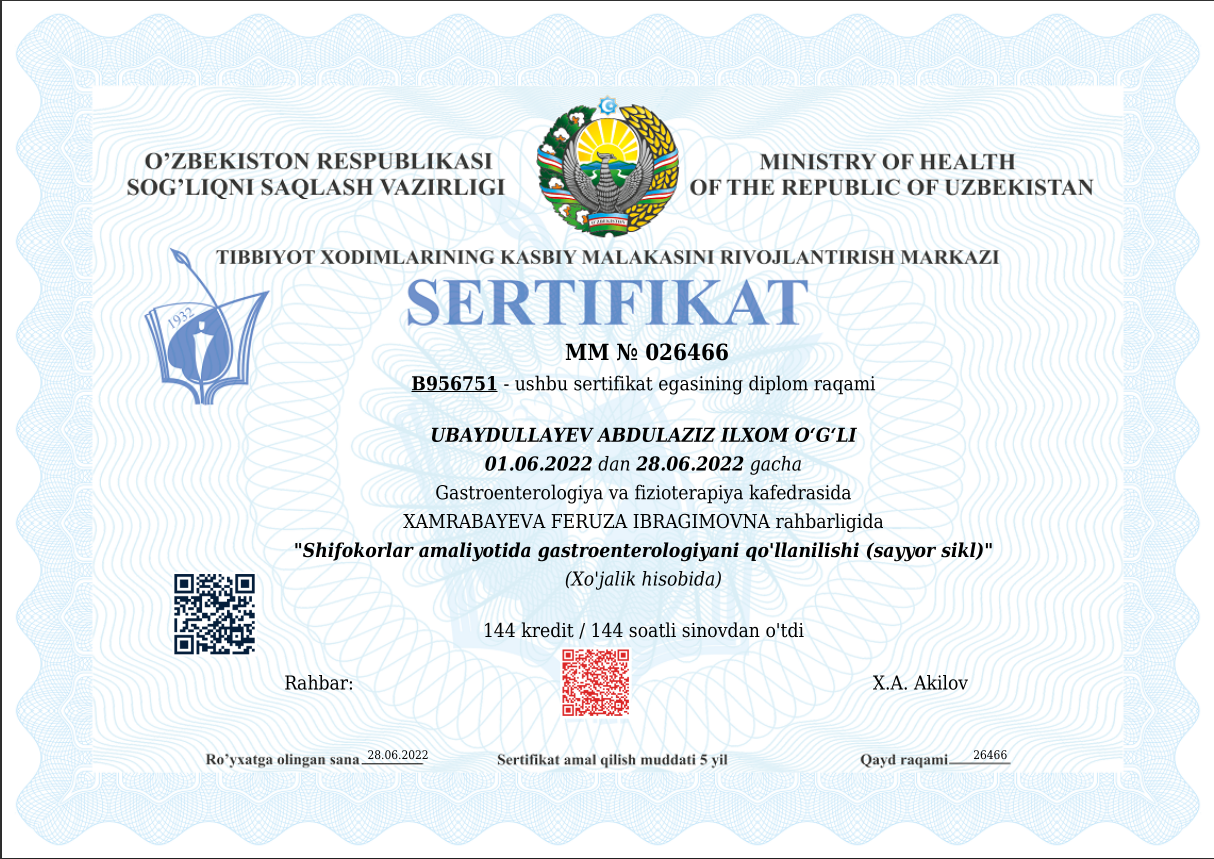 O’ZBEKISTON RESPUBLIKASI
SOG’LIQNI SAQLASH VAZIRLIGI
MINISTRY OF HEALTH
OF THE REPUBLIC OF UZBEKISTAN
O'ZBEKISTON
TIBBIYOT XODIMLARINING KASBIY MALAKASINI RIVOJLANTIRISH MARKAZI
1932
SERTIFIKAT
MM № 026466
B956751 - ushbu sertifikat egasining diplom raqami
UBAYDULLAYEV ABDULAZIZ ILXOM O‘G‘LI
01.06.2022 dan 28.06.2022 gacha
Gastroenterologiya va fizioterapiya kafedrasida
XAMRABAYEVA FERUZA IBRAGIMOVNA rahbarligida
"Shifokorlar amaliyotida gastroenterologiyani qo'llanilishi (sayyor sikl)"
(Xo'jalik hisobida)
144 kredit / 144 soatli sinovdan o'tdi
Rahbar:
X.A. Akilov
Ro’yxatga olingan sana 28.06.2022
Sertifikat amal qilish muddati 5 yil
Qayd raqami 26466